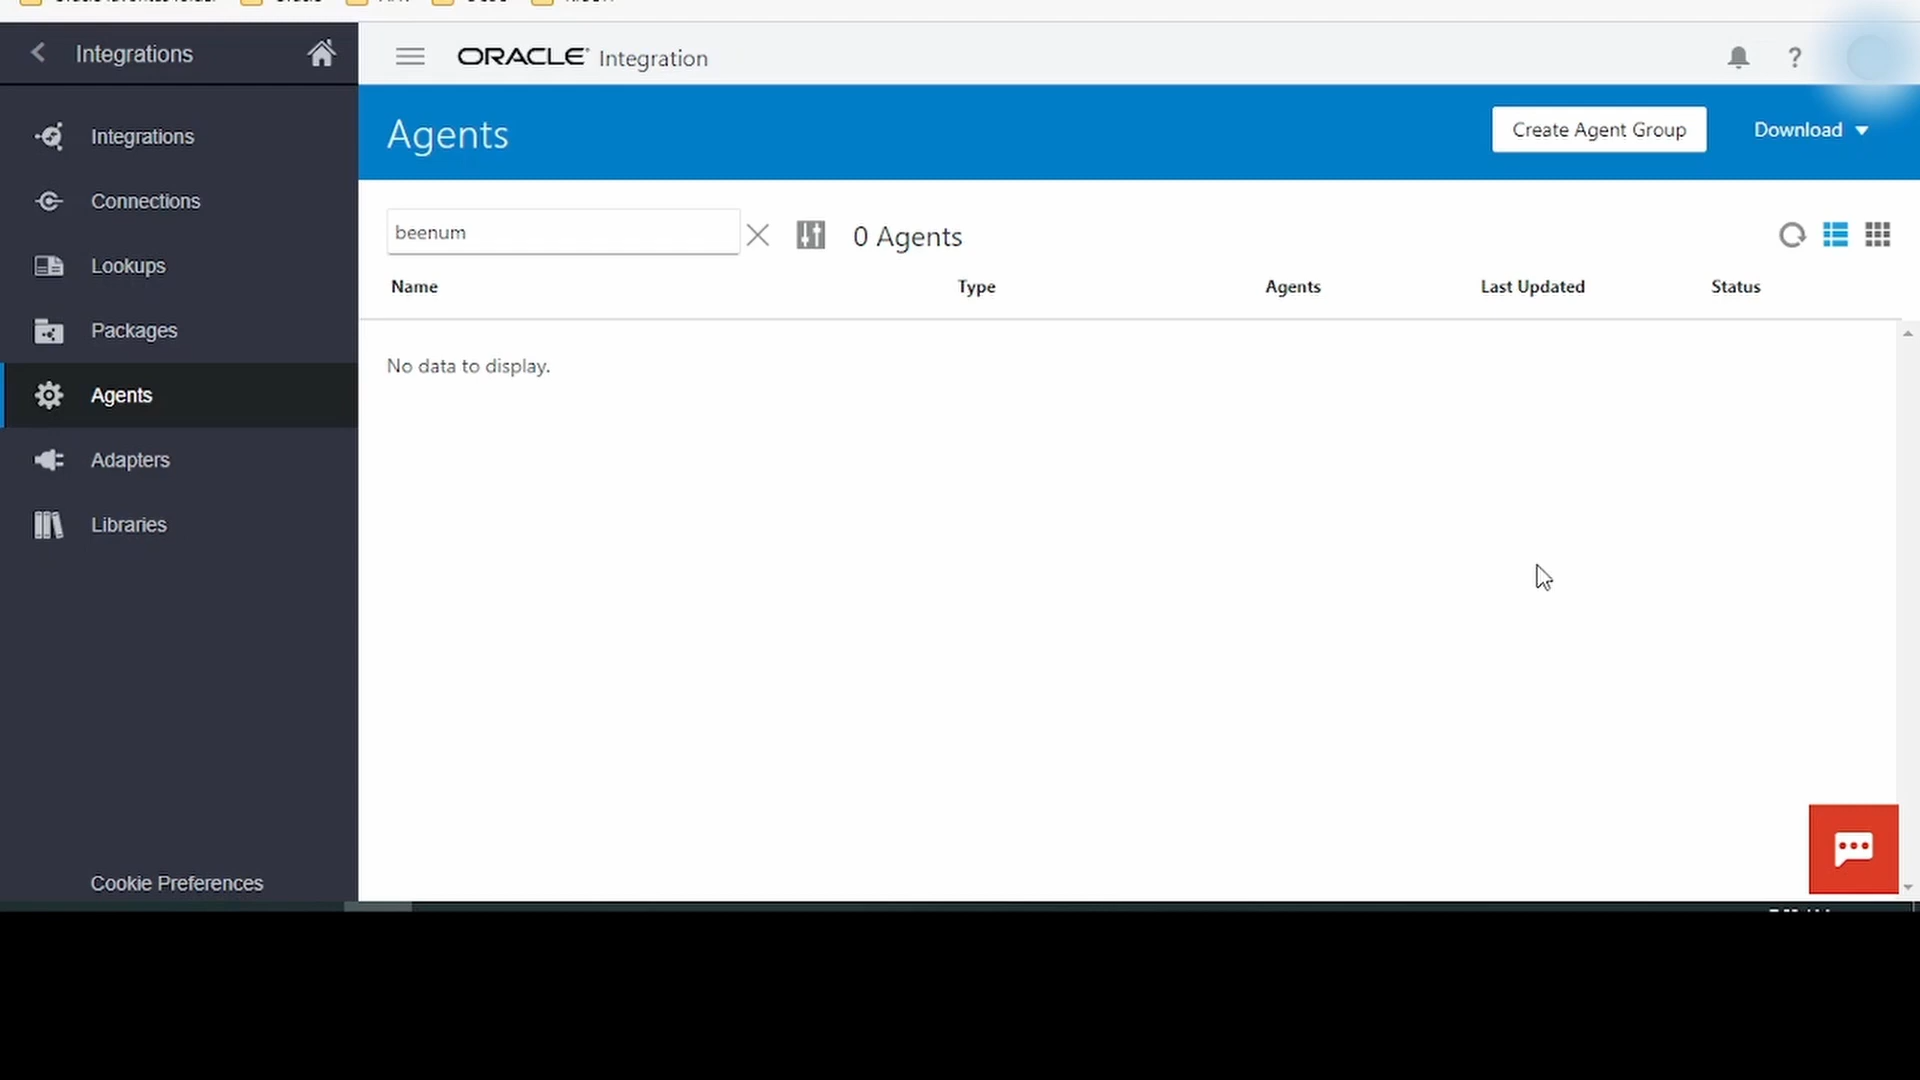 Integrations
ORACLE Integration
?
Integrations
Connections
Lookups
Packages
Agents
Adapters
Libraries
Cookie Preferences
Agents
Create Agent Group
Download
beenum
0 Agents
Name Type Agents Last Updated Status
No data to display.